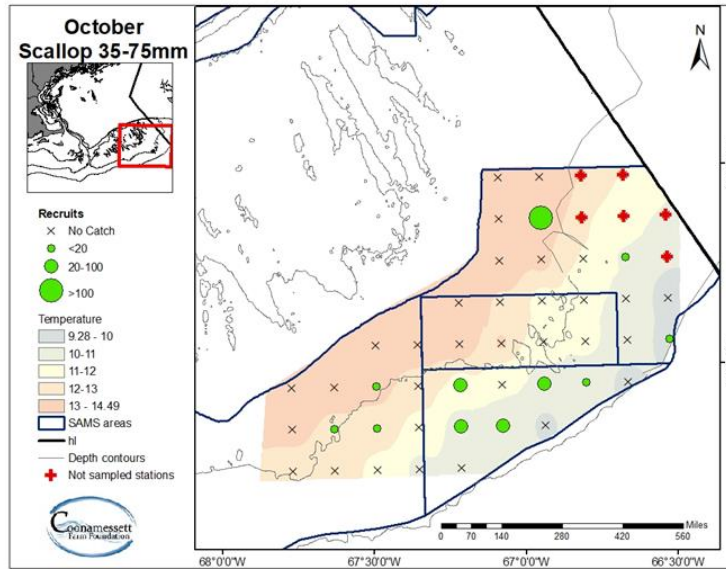 October
Scallop 35-75mm
N
Recruits
No Catch
<20
20-100
>100
Temperature
9.28 - 10
10-11
11-12
12-13
13 - 14.49
SAMS areas
hl
Depth contours
Not sampled stations
Coonamessett
Farm Foundation
Miles
0 70 140 280 420 560
68°0'0"W 67°30'0"W 67°0'0"W 66°30'0"W